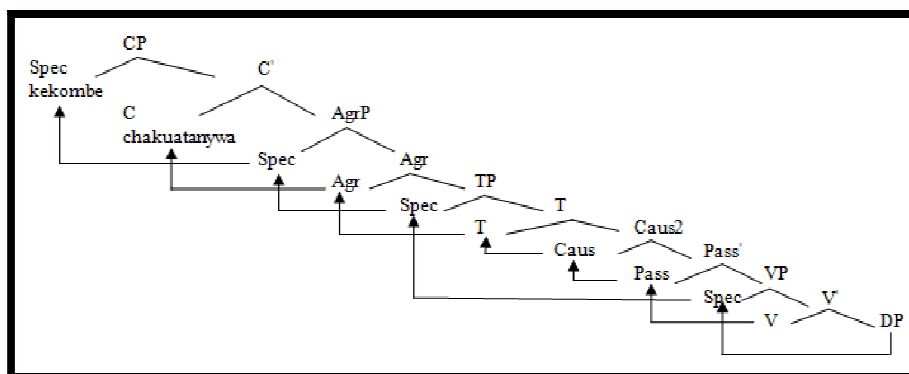 CP
Spec
C'
kekombe
C
AgrP
chakuatanywa
Spec
Agr
Agr
TP
Spec
T
T
Caus2
Caus
Pass'
Pass
VP
Spec
V'
V
DP